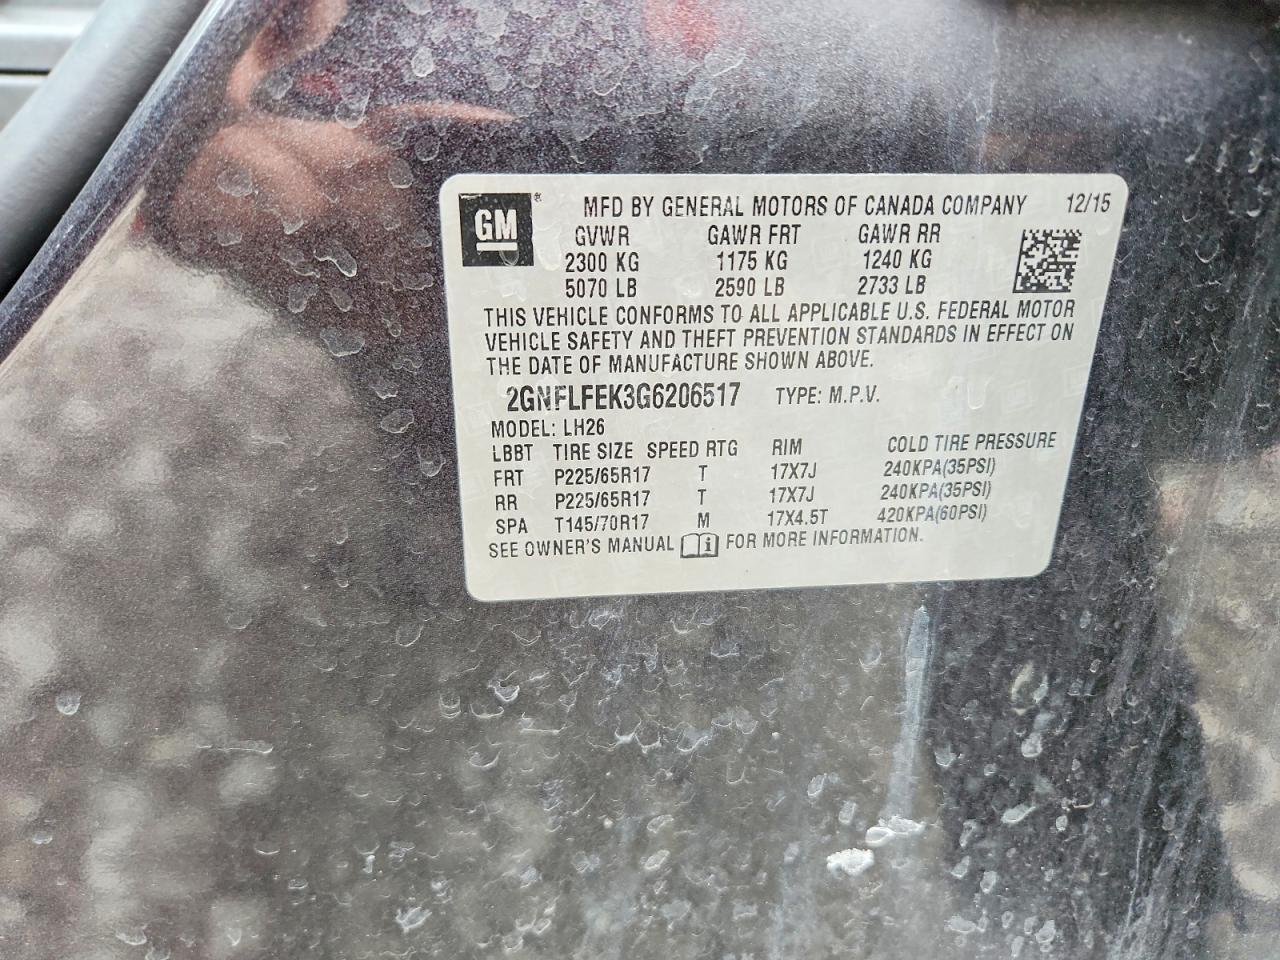 GM® MFD BY GENERAL MOTORS OF CANADA COMPANY 12/15
GVWR GAWR FRT GAWR RR
2300 KG 1175 KG 1240 KG
5070 LB 2590 LB 2733 LB
THIS VEHICLE CONFORMS TO ALL APPLICABLE U.S. FEDERAL MOTOR
VEHICLE SAFETY AND THEFT PREVENTION STANDARDS IN EFFECT ON
THE DATE OF MANUFACTURE SHOWN ABOVE.
2GNFLFEK3G6206517 TYPE: M.P.V.
MODEL: LH26
LBBT TIRE SIZE SPEED RTG RIM COLD TIRE PRESSURE
FRT P225/65R17 T 17X7J 240KPA(35PSI)
RR P225/65R17 T 17X7J 240KPA(35PSI)
SPA T145/70R17 M 17X4.5T 420KPA(60PSI)
SEE OWNER'S MANUAL FOR MORE INFORMATION.